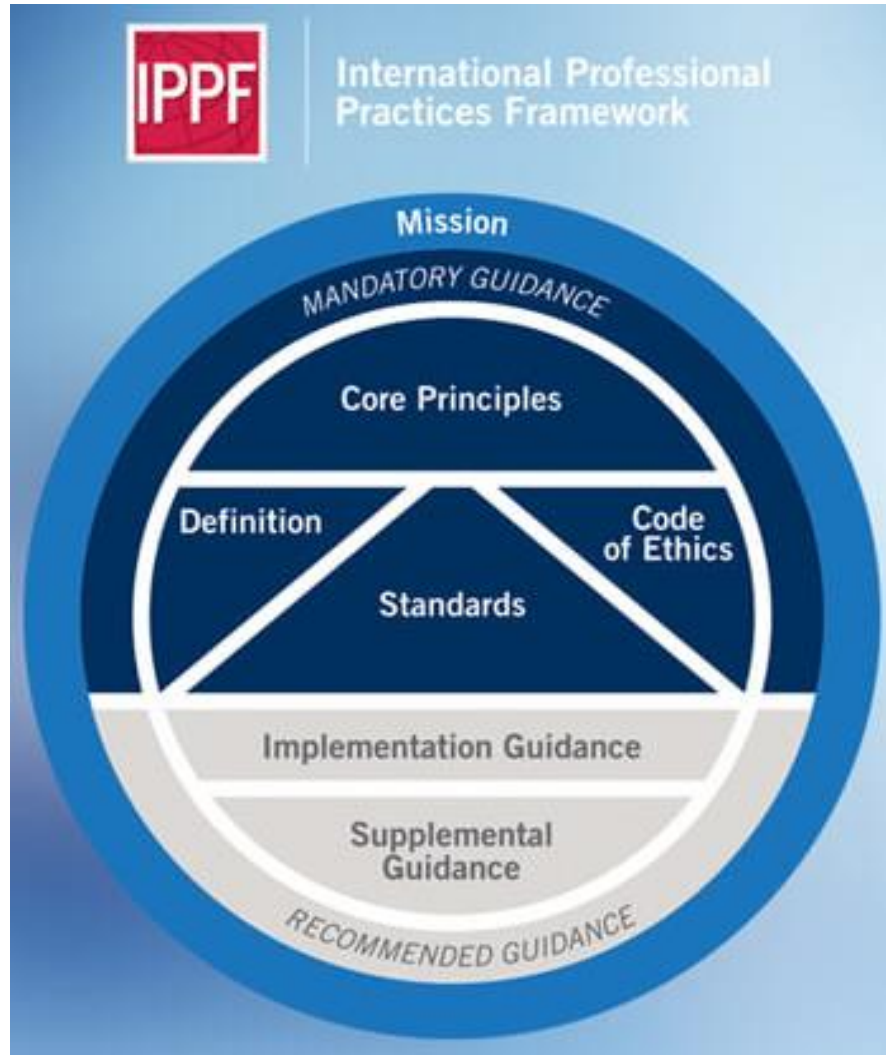 IPPF
International Professional
Practices Framework
Mission
MANDATORY GUIDANCE
Core Principles
Definition
Code
of Ethics
Standards
Implementation Guidance
Supplemental
Guidance
RECOMMENDED GUIDANCE